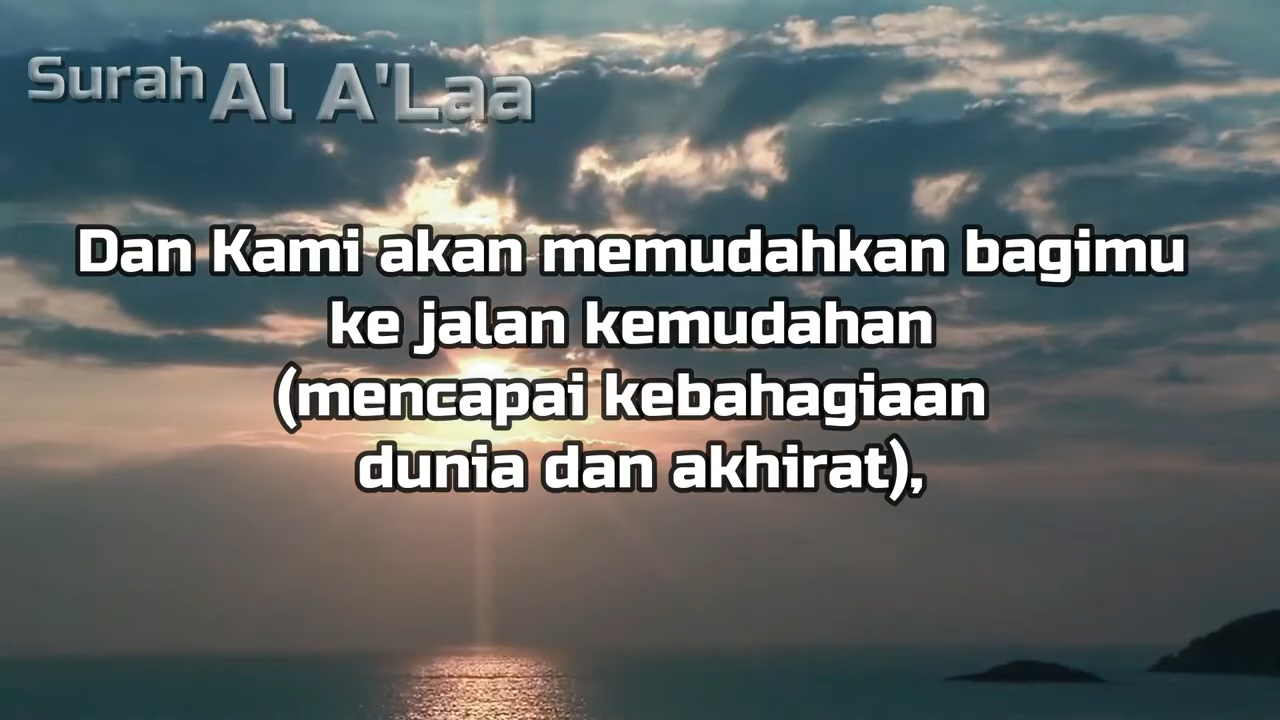 Surah Al A'Laa
Dan Kami akan memudahkan bagimu
ke jalan kemudahan
(mencapai kebahagiaan
dunia dan akhirat),